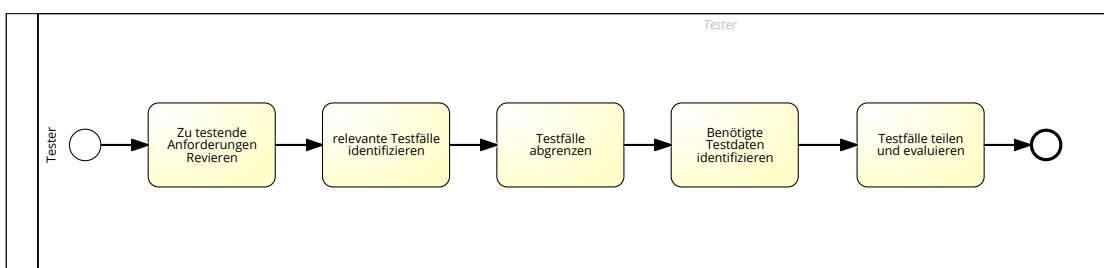 Tester
Tester
Zu testende
Anforderungen
Revieren
relevante Testfälle
identifizieren
Testfälle
abgrenzen
Benötigte
Testdaten
identifizieren
Testfälle teilen
und evaluieren